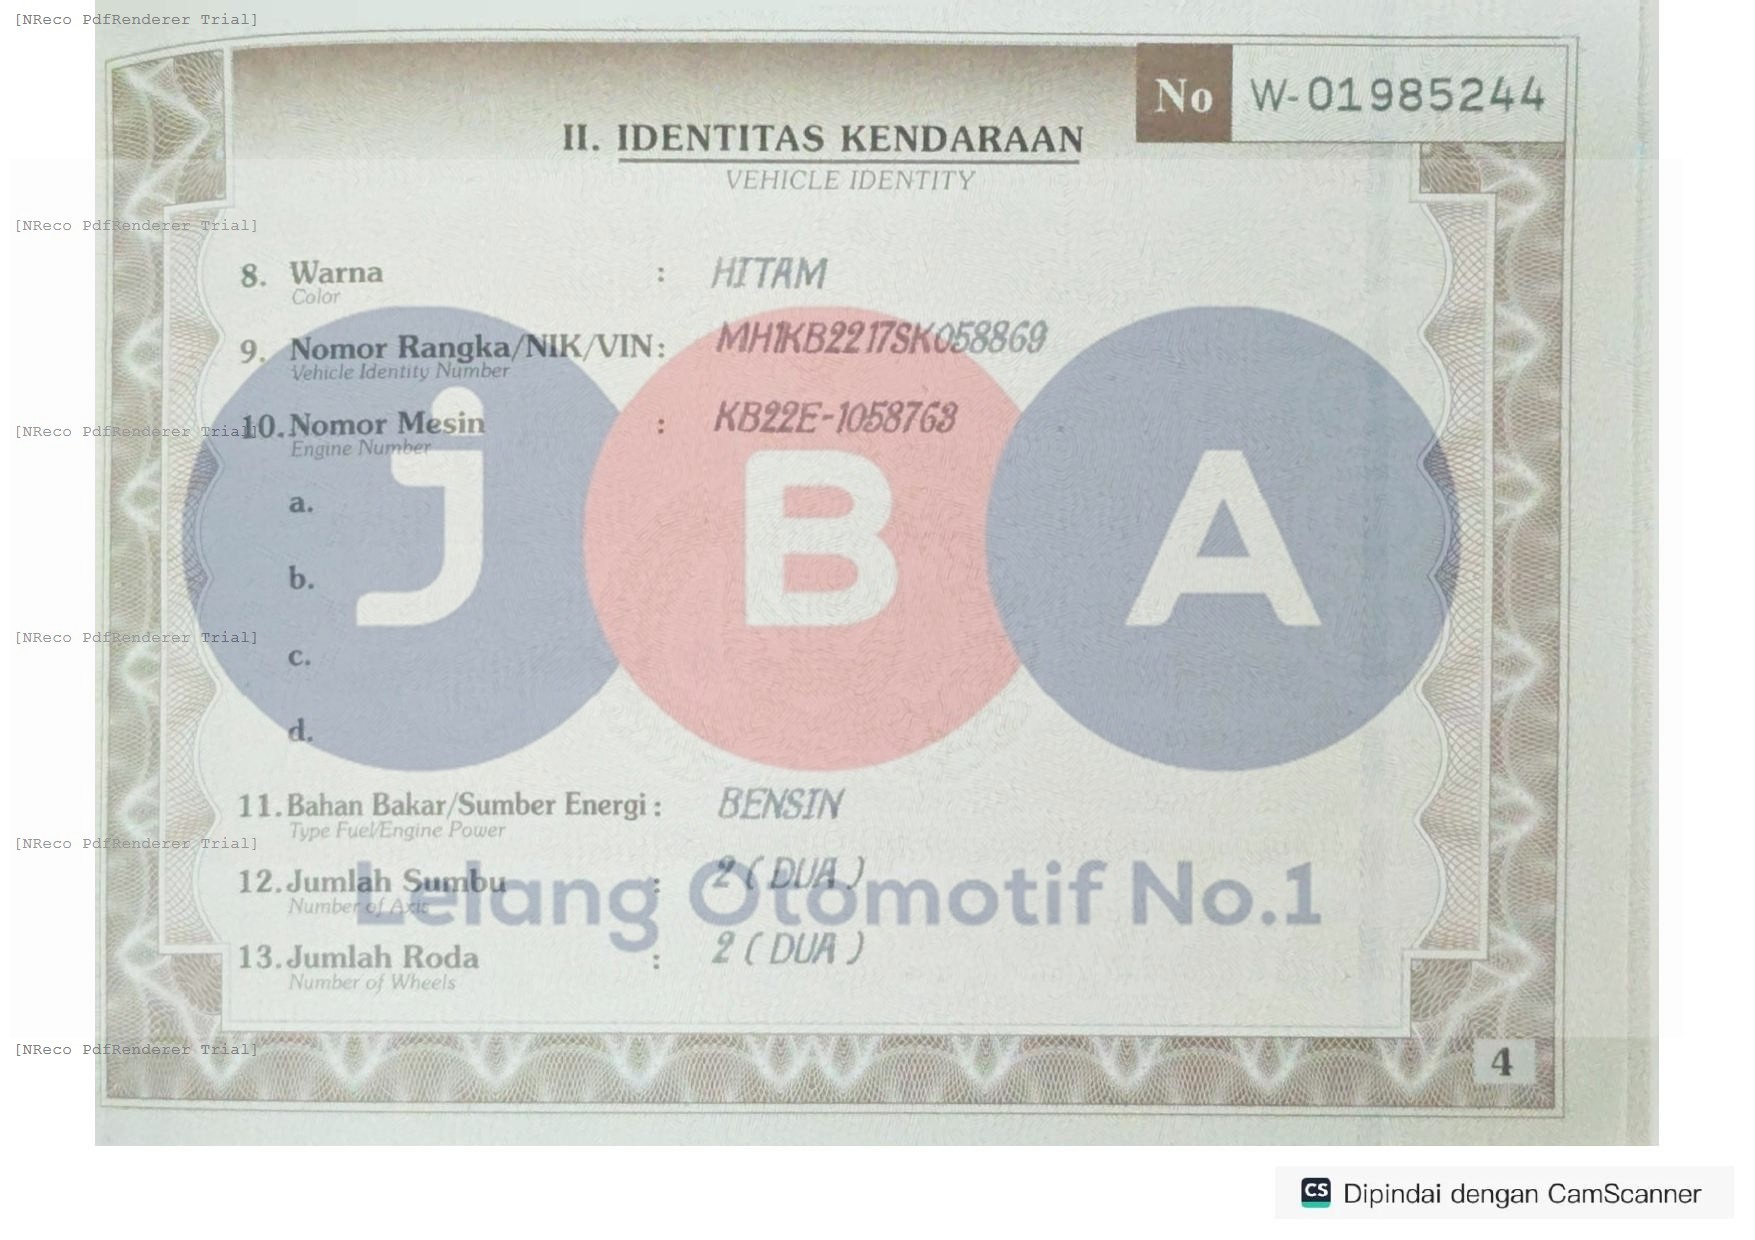 [NReco PdfRenderer Trial]
No W-01985244
II. IDENTITAS KENDARAAN
VEHICLE IDENTITY
[NReco PdfRenderer Trial]
8. Warna : HITAM
Color
9. Nomor Rangka/NIK/VIN: MH1KB2217SK058869
Vehicle Identity Number
[NReco PdfRenderer Trial]
10. Nomor Mesin : KB22E-1058768
Engine Number
a.
b.
J B A
[NReco PdfRenderer Trial]
c.
d.
11. Bahan Bakar/Sumber Energi : BENSIN
Type Fuel/Engine Power
[NReco PdfRenderer Trial]
12. Jumlah Sumbu : 2 ( DUA )
Number of Axis
Lelang Otomotif No.1
13. Jumlah Roda : 2 ( DUA )
Number of Wheels
[NReco PdfRenderer Trial]
4
CS Dipindai dengan CamScanner